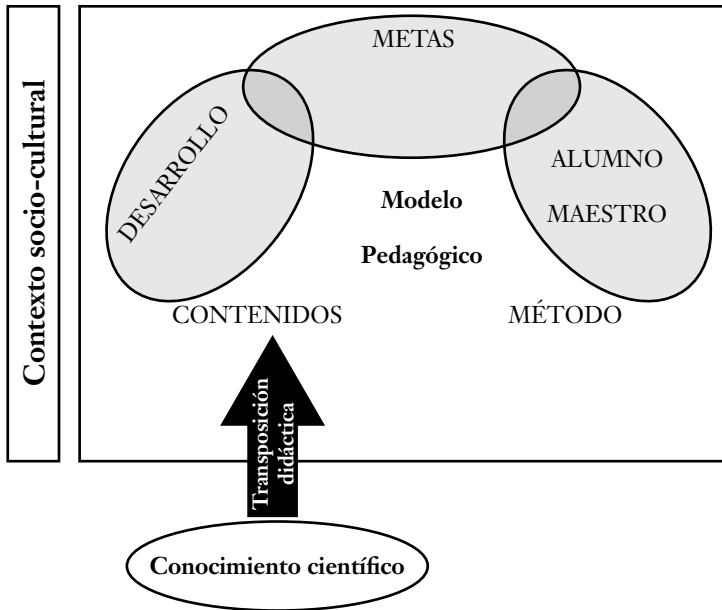 METAS
Contexto socio-cultural
DESARROLLO
ALUMNO
MAESTRO
Modelo
Pedagógico
CONTENIDOS
MÉTODO
Transposición
didáctica
Conocimiento científico